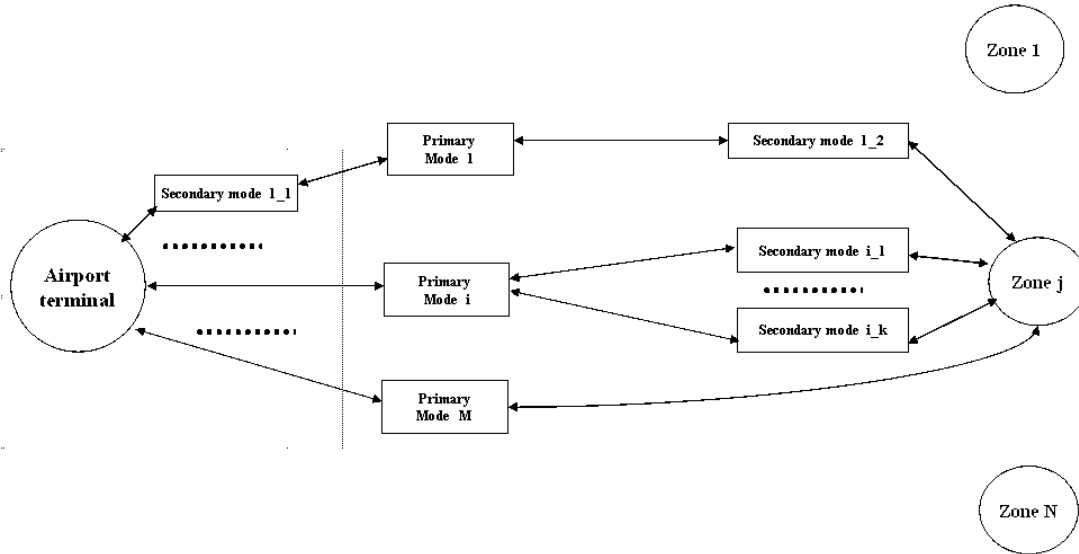 Zone 1
Primary
Mode 1
Secondary mode 1_2
Secondary mode 1_1
Airport
terminal
Primary
Mode i
Secondary mode i_1
Zone j
Secondary mode i_k
Primary
Mode M
Zone N